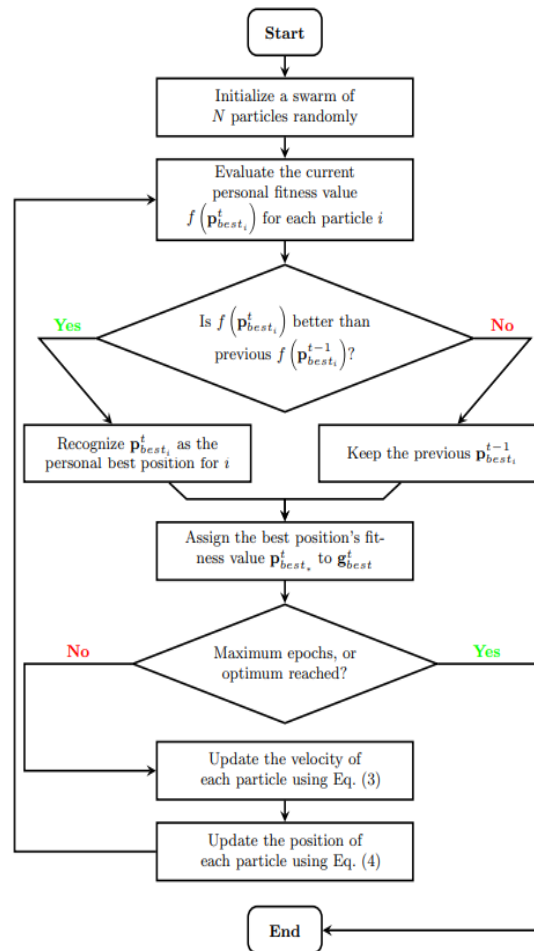 Start
Initialize a swarm of
N particles randomly
Evaluate the current
personal fitness value
f (p^t_{best_i}) for each particle i
Is f (p^t_{best_i}) better than
previous f (p^{t−1}_{best_i})?
Yes
No
Recognize p^t_{best_i} as the
personal best position for i
Keep the previous p^{t−1}_{best_i}
Assign the best position's fit-
ness value p^t_{best_*} to g^t_{best}
Maximum epochs, or
optimum reached?
No
Yes
Update the velocity of
each particle using Eq. (3)
Update the position of
each particle using Eq. (4)
End